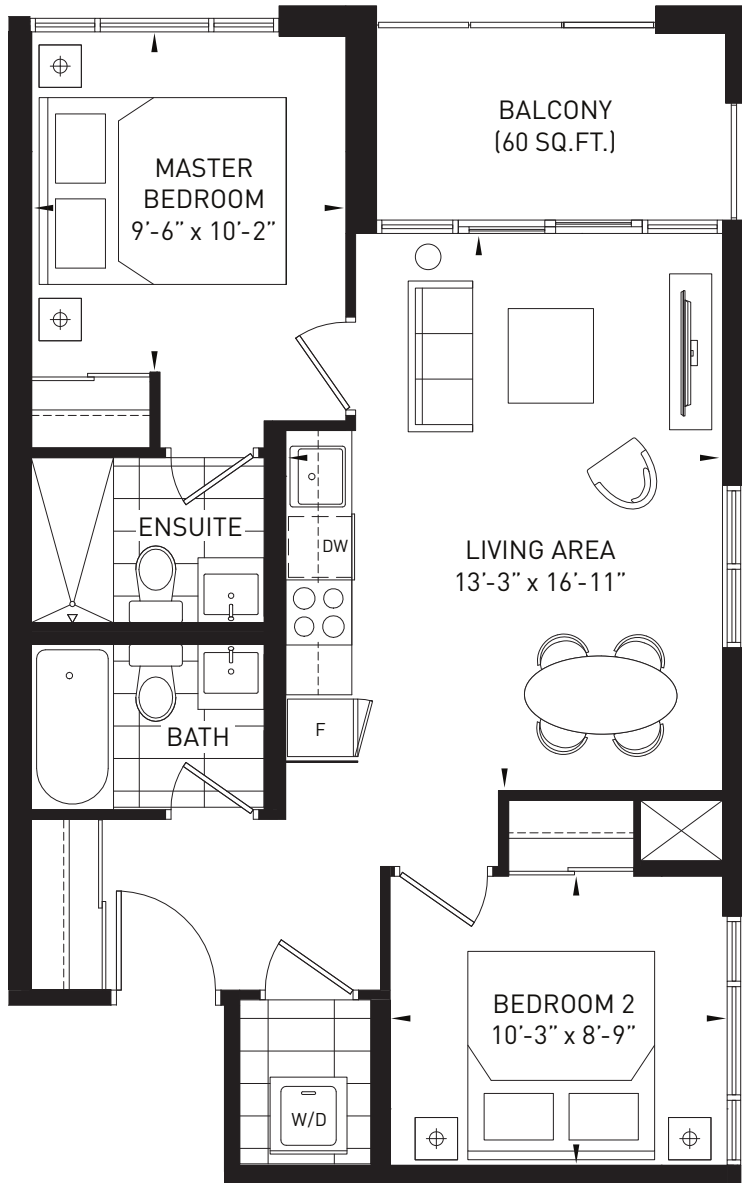 BALCONY
(60 SQ.FT.)
MASTER
BEDROOM
9’-6” x 10’-2”
ENSUITE
DW
LIVING AREA
13’-3” x 16’-11”
F
BATH
BEDROOM 2
10’-3” x 8’-9”
W/D